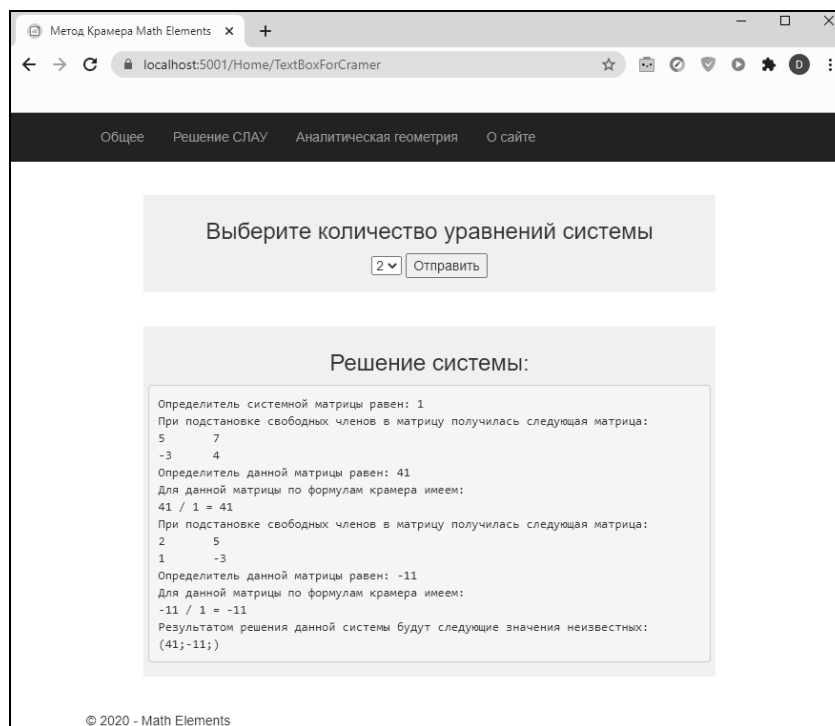 Метод Крамера Math Elements
localhost:5001/Home/TextBoxForCramer
D
Общее Решение СЛАУ Аналитическая геометрия О сайте
Выберите количество уравнений системы
2 Отправить
Решение системы:
Определитель системной матрицы равен: 1
При подстановке свободных членов в матрицу получилась следующая матрица:
5 7
-3 4
Определитель данной матрицы равен: 41
Для данной матрицы по формулам крамера имеем:
41 / 1 = 41
При подстановке свободных членов в матрицу получилась следующая матрица:
2 5
1 -3
Определитель данной матрицы равен: -11
Для данной матрицы по формулам крамера имеем:
-11 / 1 = -11
Результатом решения данной системы будут следующие значения неизвестных:
(41;-11;)
© 2020 - Math Elements